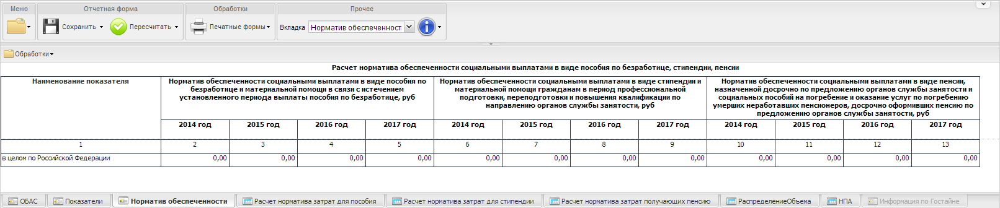 Меню Отчетная форма Обработки Прочее
Сохранить Пересчитать Печатные формы Вкладка Норматив обеспеченност
Обработки
Расчет норматива обеспеченности социальными выплатами в виде пособия по безработице, стипендии, пенсии
Наименование показателя
Норматив обеспеченности социальными выплатами в виде пособия по
безработице и материальной помощи в связи с истечением
установленного периода выплаты пособия по безработице, руб
Норматив обеспеченности социальными выплатами в виде стипендии и
материальной помощи гражданам в период профессиональной
подготовки, переподготовки и повышения квалификации по
направлению органов службы занятости, руб
Норматив обеспеченности социальными выплатами в виде пенсии,
назначенной досрочно по предложению органов службы занятости и
социальных пособий на погребение и оказание услуг по погребению
умерших неработавших пенсионеров, досрочно оформивших пенсию по
предложению органов службы занятости, руб
2014 год 2015 год 2016 год 2017 год 2014 год 2015 год 2016 год 2017 год 2014 год 2015 год 2016 год 2017 год
1 2 3 4 5 6 7 8 9 10 11 12 13
в целом по Российской Федерации 0,00 0,00 0,00 0,00 0,00 0,00 0,00 0,00 0,00 0,00 0,00 0,00
ОБАС Показатели Норматив обеспеченности Расчет норматива затрат для пособия Расчет норматива затрат для стипендии Расчет норматива затрат получающих пенсию РаспределениеОбъема НПА Информация по Гостайне